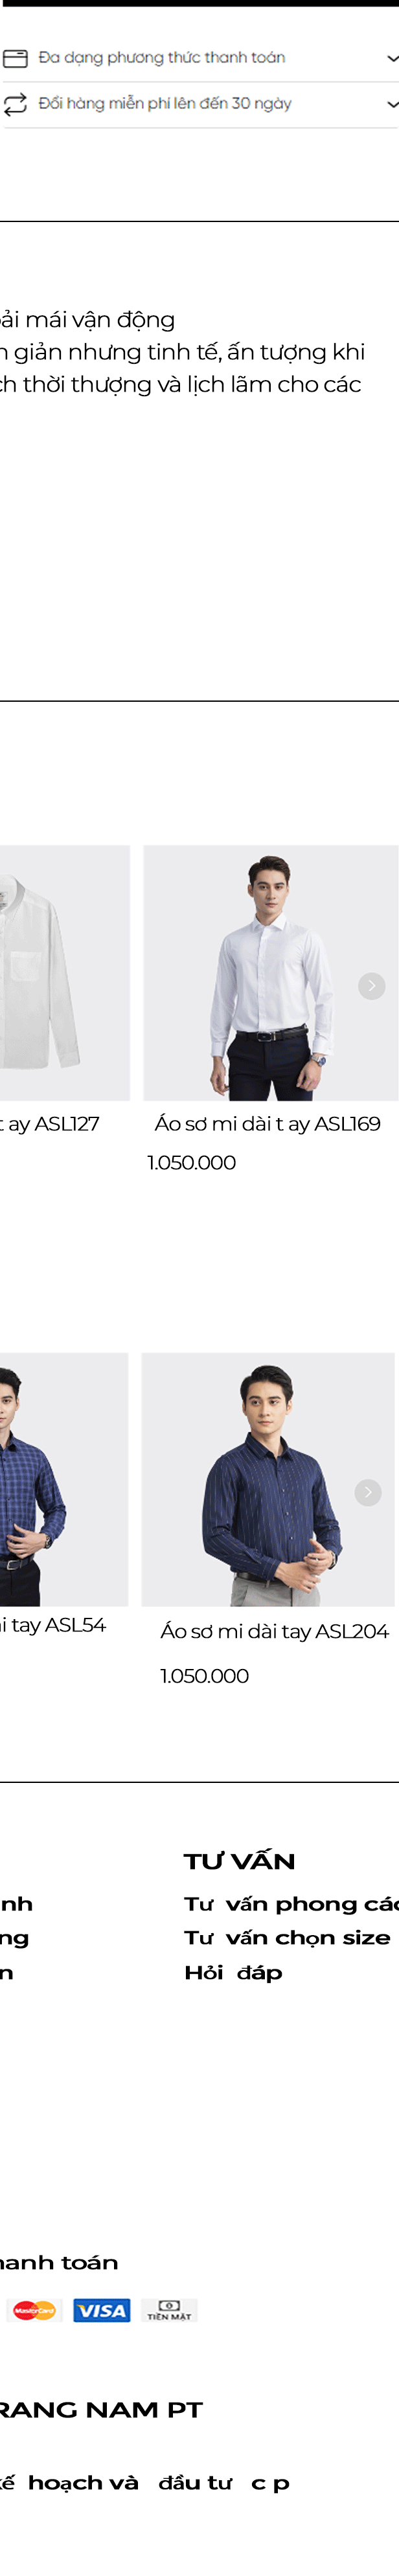 Đa dạng phương thức thanh toán
Đổi hàng miễn phí lên đến 30 ngày
ải mái vận động
giản nhưng tinh tế, ấn tượng khi
ch thời thượng và lịch lãm cho các
t ay ASL127
Áo sơ mi dài t ay ASL169
1.050.000
i tay ASL54
Áo sơ mi dài tay ASL204
1.050.000
TƯ VẤN
nh
Tư vấn phong các
ng
Tư vấn chọn size
n
Hỏi đáp
hanh toán
MasterCard
VISA
TIỀN MẶT
RANG NAM PT
kế hoạch và đầu tư c p